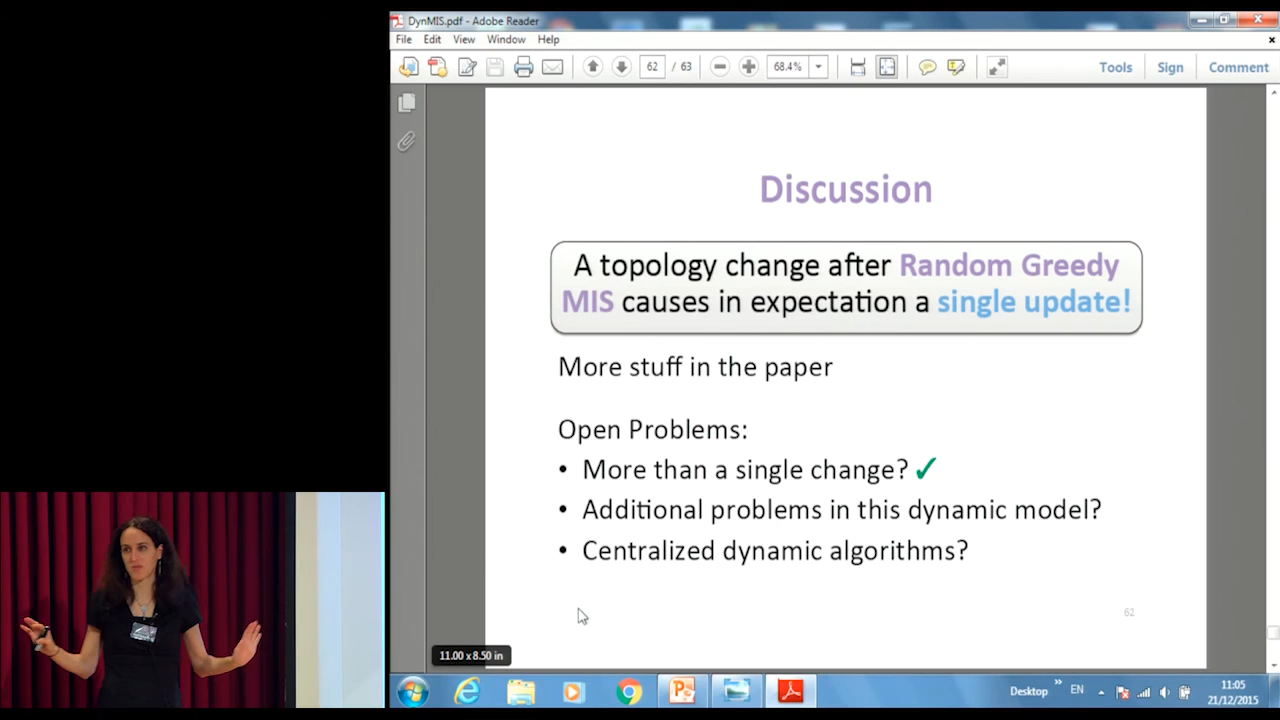 DynMIS.pdf - Adobe Reader
File Edit View Window Help
62 / 63 68.4% Tools Sign Comment
Discussion
A topology change after Random Greedy
MIS causes in expectation a single update!
More stuff in the paper
Open Problems:
• More than a single change? ✓
• Additional problems in this dynamic model?
• Centralized dynamic algorithms?
62
11.00 x 8.50 in
Desktop » EN 11:05
21/12/2015